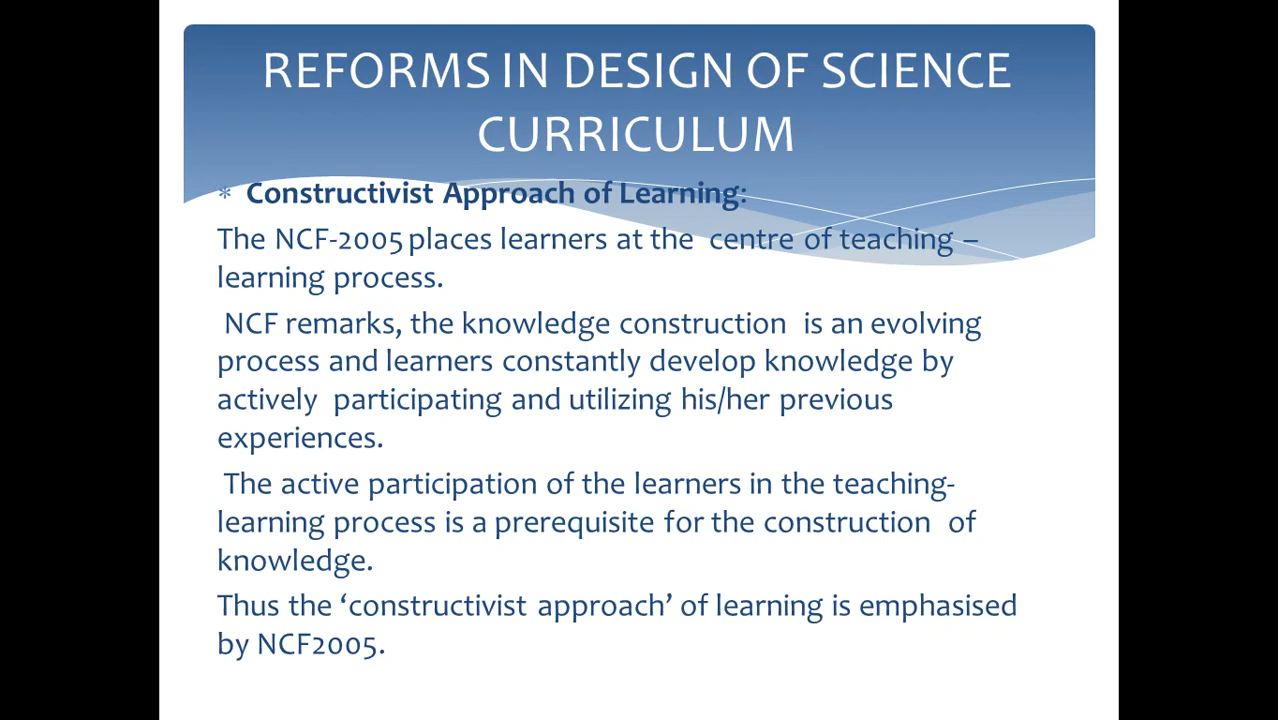 REFORMS IN DESIGN OF SCIENCE
CURRICULUM
* Constructivist Approach of Learning:
The NCF-2005 places learners at the centre of teaching –
learning process.
NCF remarks, the knowledge construction is an evolving
process and learners constantly develop knowledge by
actively participating and utilizing his/her previous
experiences.
The active participation of the learners in the teaching-
learning process is a prerequisite for the construction of
knowledge.
Thus the ‘constructivist approach’ of learning is emphasised
by NCF2005.